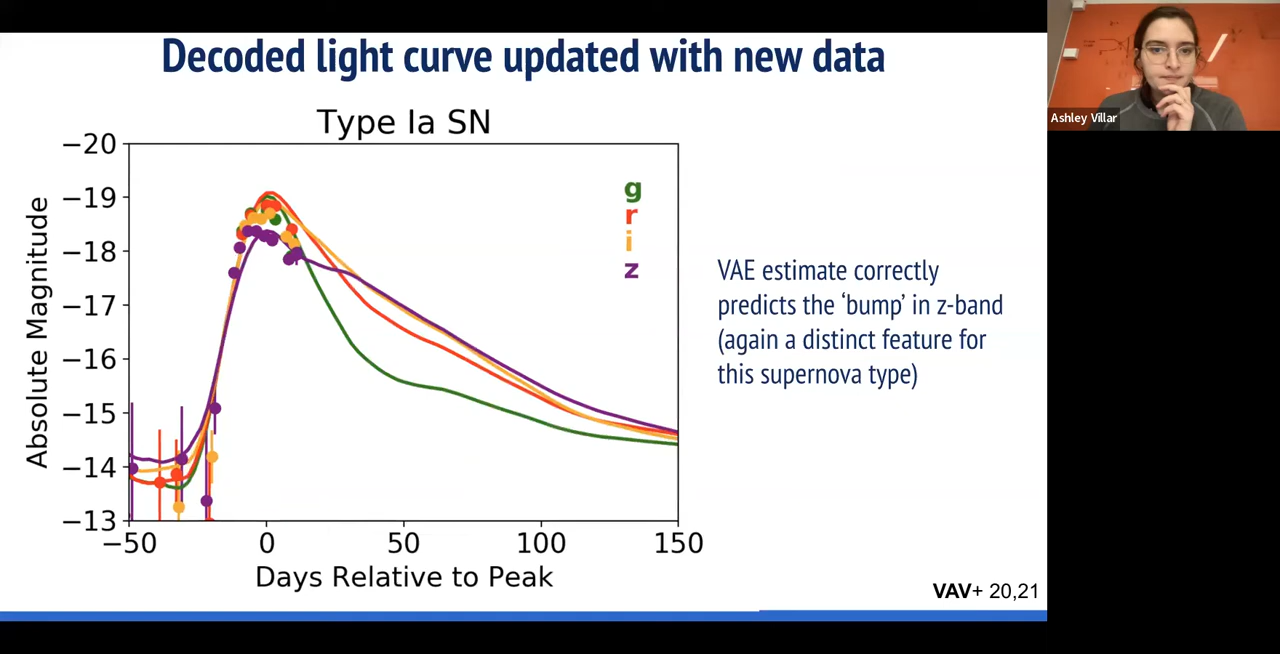 Decoded light curve updated with new data
Ashley Villar
Type Ia SN
Absolute Magnitude
−20
−19
−18
−17
−16
−15
−14
−13
g
r
i
z
−50 0 50 100 150
Days Relative to Peak
VAE estimate correctly
predicts the ‘bump’ in z-band
(again a distinct feature for
this supernova type)
VAV+ 20,21